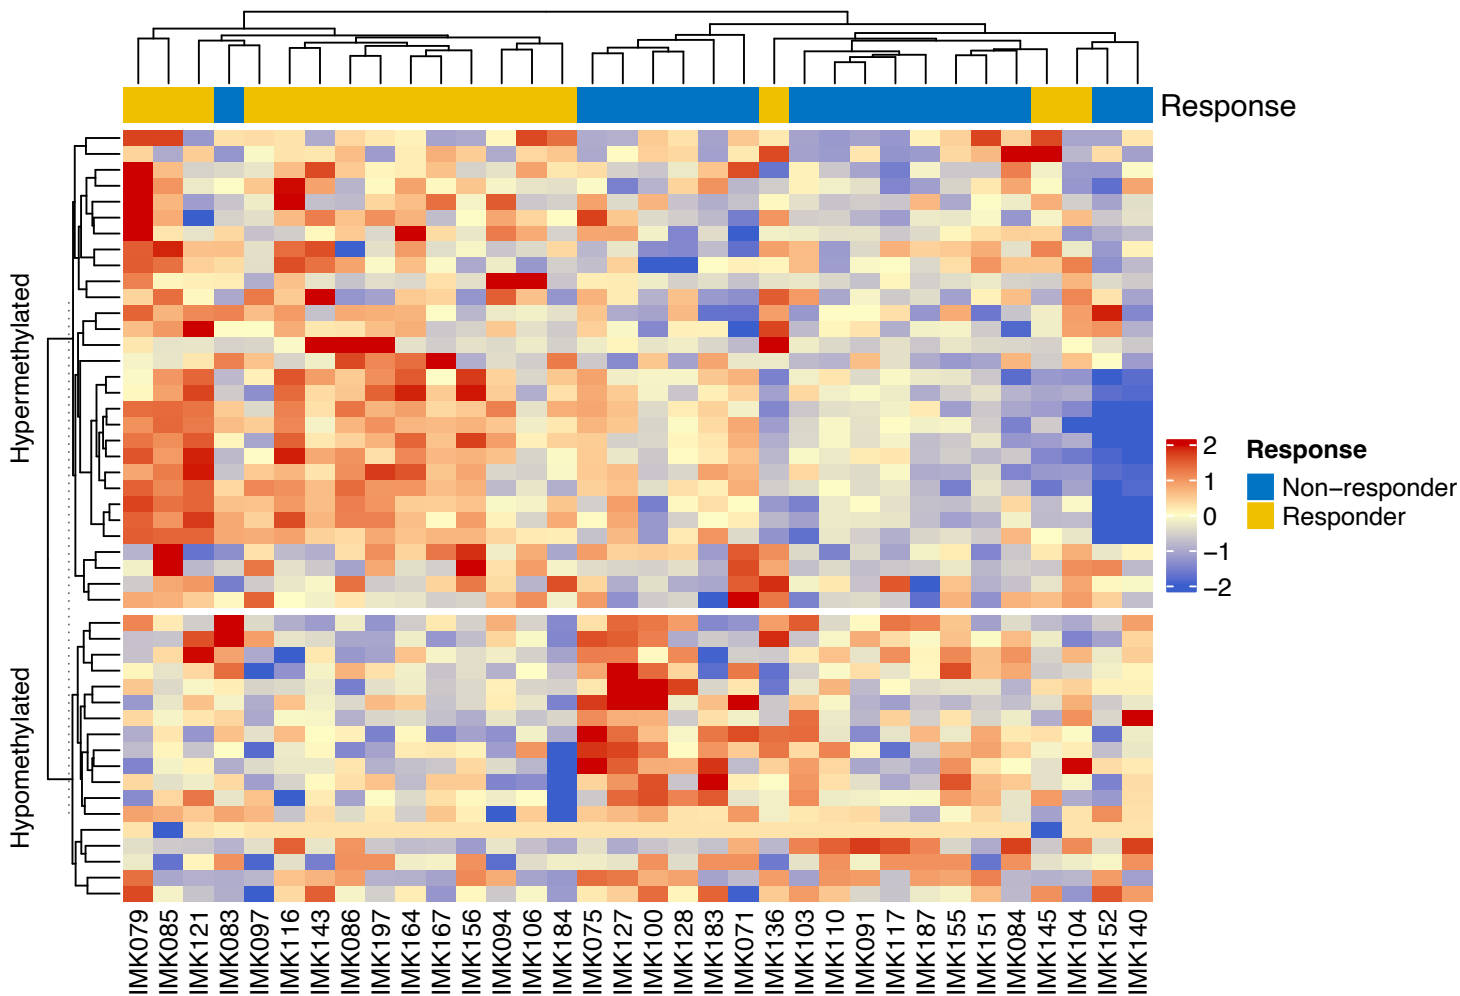 Response
Hypermethylated
Hypomethylated
2
1
0
−1
−2
Response
Non−responder
Responder
IMK079
IMK085
IMK121
IMK083
IMK097
IMK116
IMK143
IMK086
IMK197
IMK164
IMK167
IMK156
IMK094
IMK106
IMK184
IMK075
IMK127
IMK100
IMK128
IMK183
IMK071
IMK136
IMK103
IMK110
IMK091
IMK117
IMK187
IMK155
IMK151
IMK084
IMK145
IMK104
IMK152
IMK140